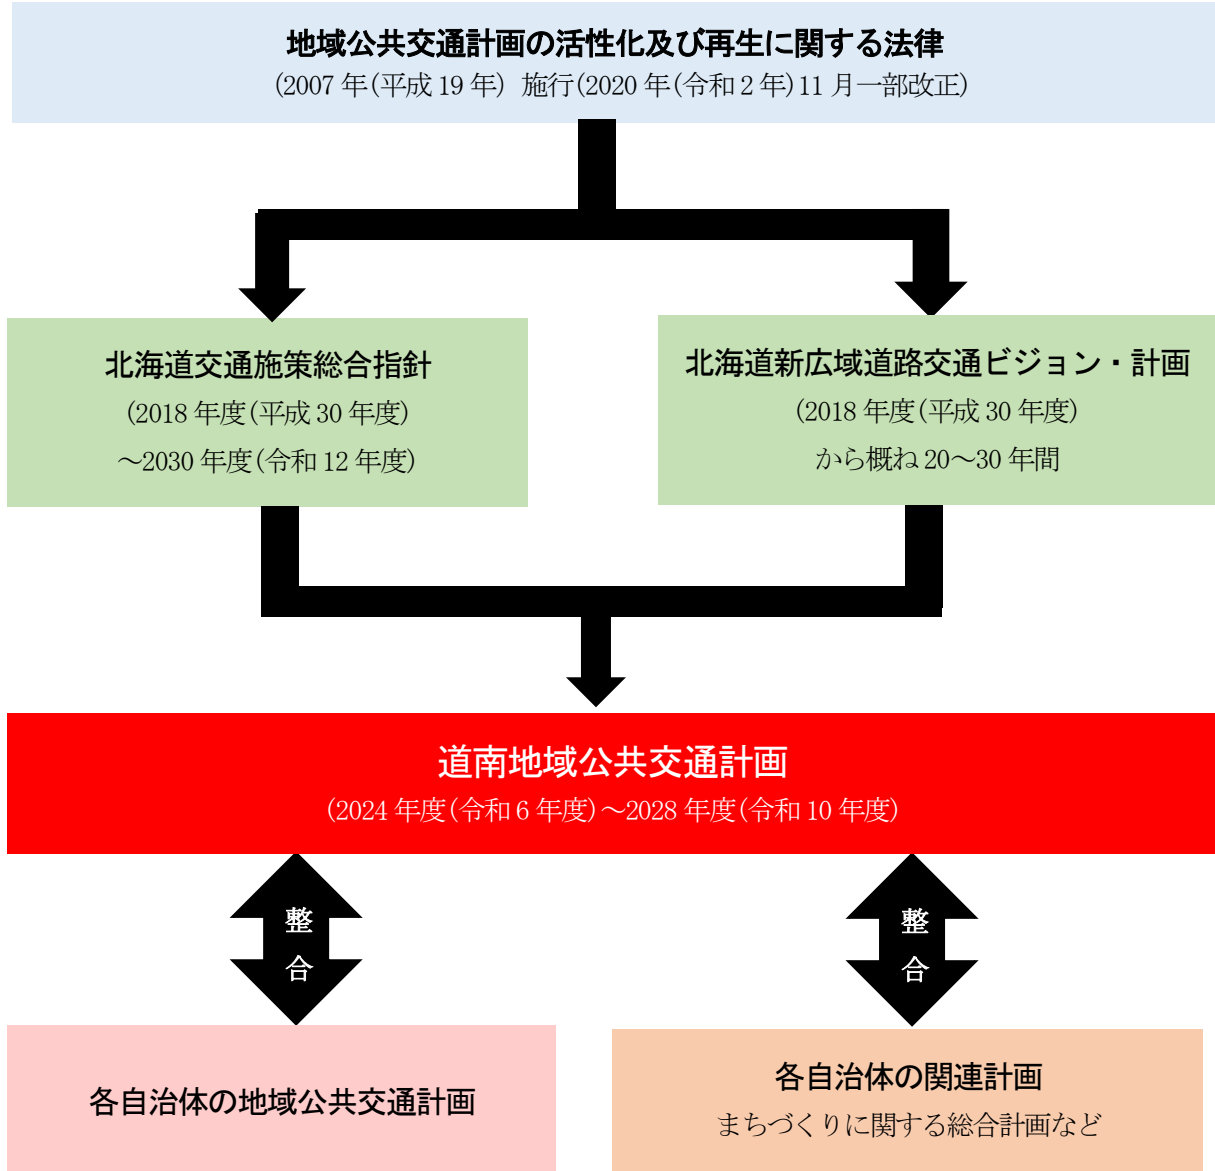 地域公共交通計画の活性化及び再生に関する法律
(2007年(平成19年) 施行(2020年(令和2年)11月一部改正)
北海道交通施策総合指針
(2018年度(平成30年度)
～2030年度(令和12年度)
北海道新広域道路交通ビジョン・計画
(2018年度(平成30年度)
から概ね20～30年間
道南地域公共交通計画
(2024年度(令和6年度)～2028年度(令和10年度)
整
合
整
合
各自治体の地域公共交通計画
各自治体の関連計画
まちづくりに関する総合計画など